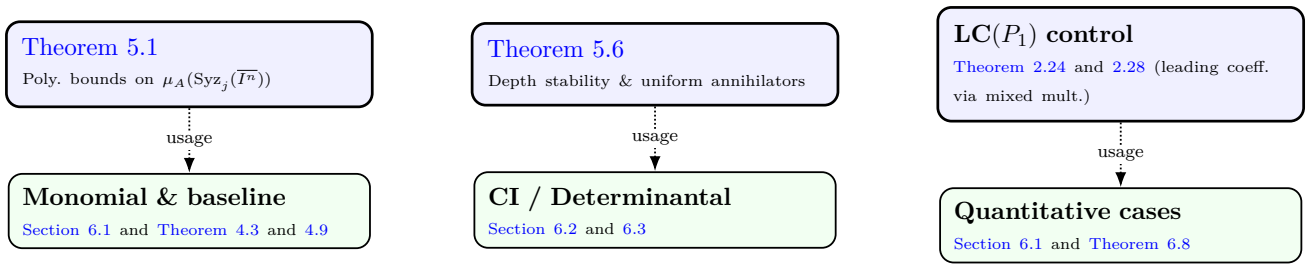 Theorem 5.1
Poly. bounds on μ_A(Syz_j(\overline{I^n}))
usage
Monomial & baseline
Section 6.1 and Theorem 4.3 and 4.9
Theorem 5.6
Depth stability & uniform annihilators
usage
CI / Determinantal
Section 6.2 and 6.3
LC(P₁) control
Theorem 2.24 and 2.28 (leading coeff.
via mixed mult.)
usage
Quantitative cases
Section 6.1 and Theorem 6.8